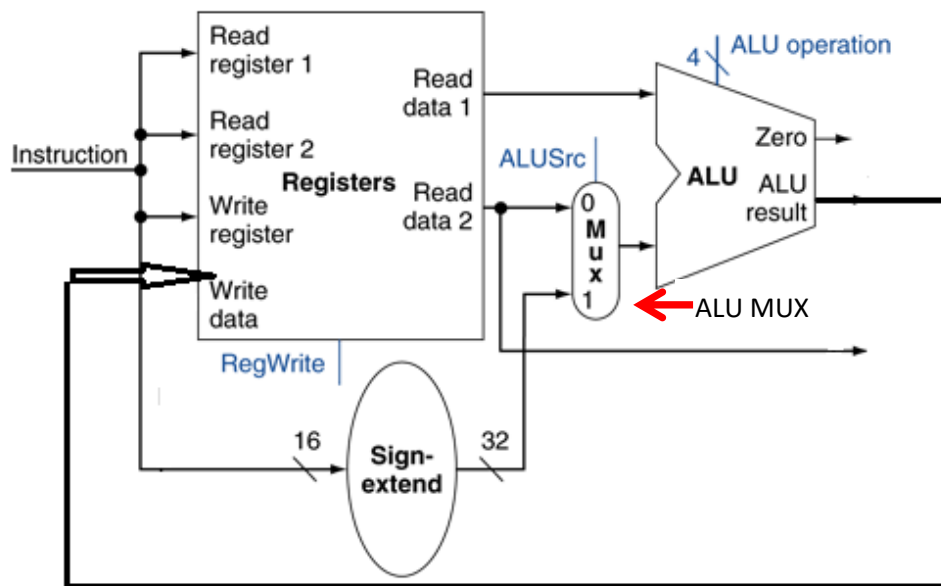 Instruction
Read
register 1
Read
register 2
Write
register
Write
data
Registers
Read
data 1
Read
data 2
RegWrite
16
Sign-
extend
32
ALUSrc
0
M
u
x
1
ALU MUX
4
ALU operation
Zero
ALU
ALU
result